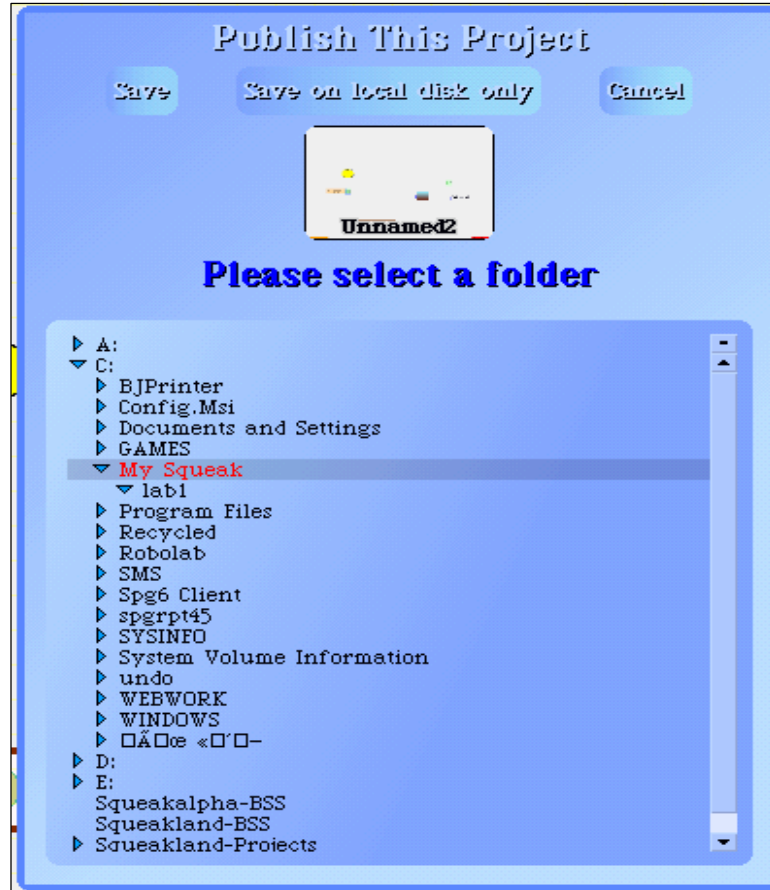 Publish This Project
Save Save on local disk only Cancel
Unnamed2
Please select a folder
A:
C:
BJPrinter
Config.Msi
Documents and Settings
GAMES
My Squeak
lab1
Program Files
Recycled
Robolab
SMS
Spg6 Client
spgrpt45
SYSINFO
System Volume Information
undo
WEBWORK
WINDOWS
□Ã□œ «□´□–
D:
E:
Squeakalpha-BSS
Squeakland-BSS
Squeakland-Projects